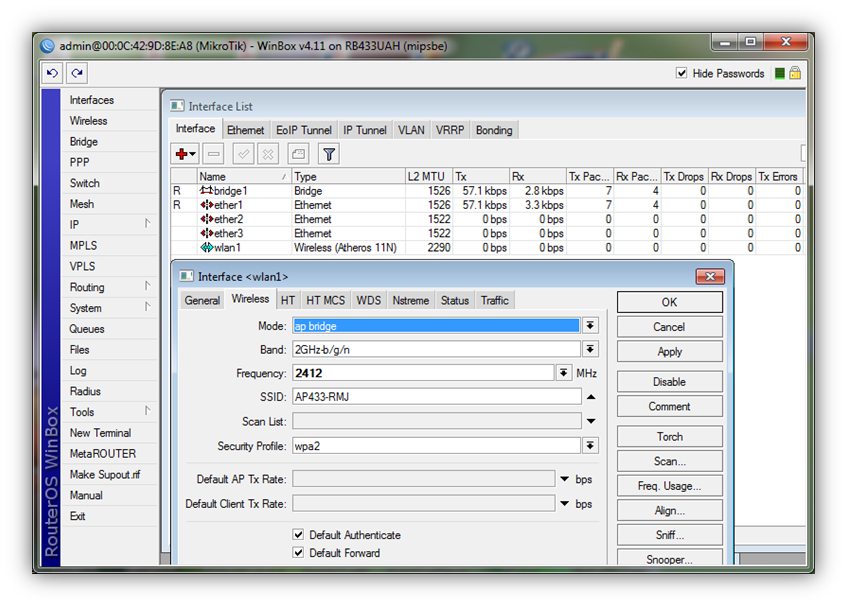 admin@00:0C:42:9D:8E:A8 (MikroTik) - WinBox v4.11 on RB433UAH (mipsbe)
Hide Passwords
RouterOS WinBox
Interfaces
Wireless
Bridge
PPP
Switch
Mesh
IP
MPLS
VPLS
Routing
System
Queues
Files
Log
Radius
Tools
New Terminal
MetaROUTER
Make Supout.rif
Manual
Exit
Interface List
Interface Ethernet EoIP Tunnel IP Tunnel VLAN VRRP Bonding
Name / Type L2 MTU Tx Rx Tx Pac... Rx Pac... Tx Drops Rx Drops Tx Errors
R bridge1 Bridge 1526 57.1 kbps 2.8 kbps 7 4 0 0 0
R ether1 Ethernet 1526 57.1 kbps 3.3 kbps 7 4 0 0 0
ether2 Ethernet 1522 0 bps 0 bps 0 0 0 0 0
ether3 Ethernet 1522 0 bps 0 bps 0 0 0 0 0
wlan1 Wireless (Atheros 11N) 2290 0 bps 0 bps 0 0 0 0 0
Interface <wlan1>
General Wireless HT HT MCS WDS Nstreme Status Traffic
Mode: ap bridge
Band: 2GHz-b/g/n
Frequency: 2412 MHz
SSID: AP433-RMJ
Scan List:
Security Profile: wpa2
Default AP Tx Rate: bps
Default Client Tx Rate: bps
Default Authenticate
Default Forward
OK
Cancel
Apply
Disable
Comment
Torch
Scan...
Freq. Usage...
Align...
Sniff...
Snooper...